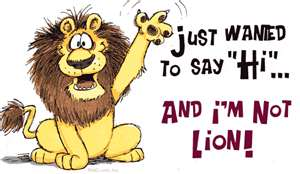 JUST WANTED
TO SAY "Hi"...
AND i'M NOT
LiON!